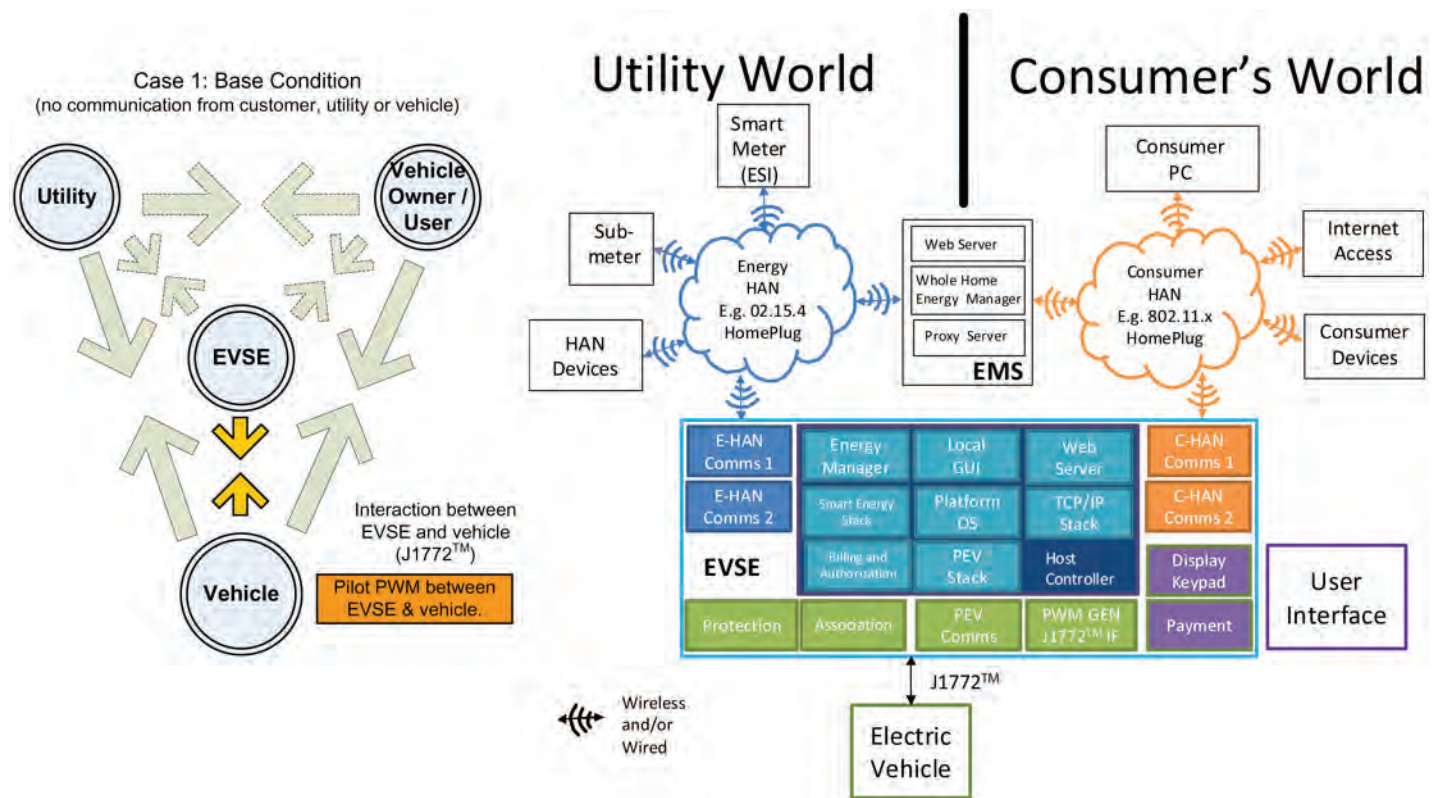 Case 1: Base Condition
(no communication from customer, utility or vehicle)
Utility
Vehicle
Owner /
User
EVSE
Vehicle
Interaction between
EVSE and vehicle
(J1772™)
Pilot PWM between
EVSE & vehicle.
Utility World
Consumer's World
Smart
Meter
(ESI)
Sub-
meter
HAN
Devices
Energy
HAN
E.g. 02.15.4
HomePlug
Web Server
Whole Home
Energy Manager
Proxy Server
EMS
Consumer
PC
Consumer
HAN
E.g. 802.11.x
HomePlug
Internet
Access
Consumer
Devices
E-HAN
Comms 1
E-HAN
Comms 2
EVSE
Energy
Manager
Local
GUI
Web
Server
Smart Energy
Stack
Platform
OS
TCP/IP
Stack
Billing and
Authorization
PEV
Stack
Host
Controller
C-HAN
Comms 1
C-HAN
Comms 2
Display
Keypad
Protection
Association
PEV
Comms
PWM GEN
J1772™ IF
Payment
User
Interface
J1772™
Electric
Vehicle
Wireless
and/or
Wired